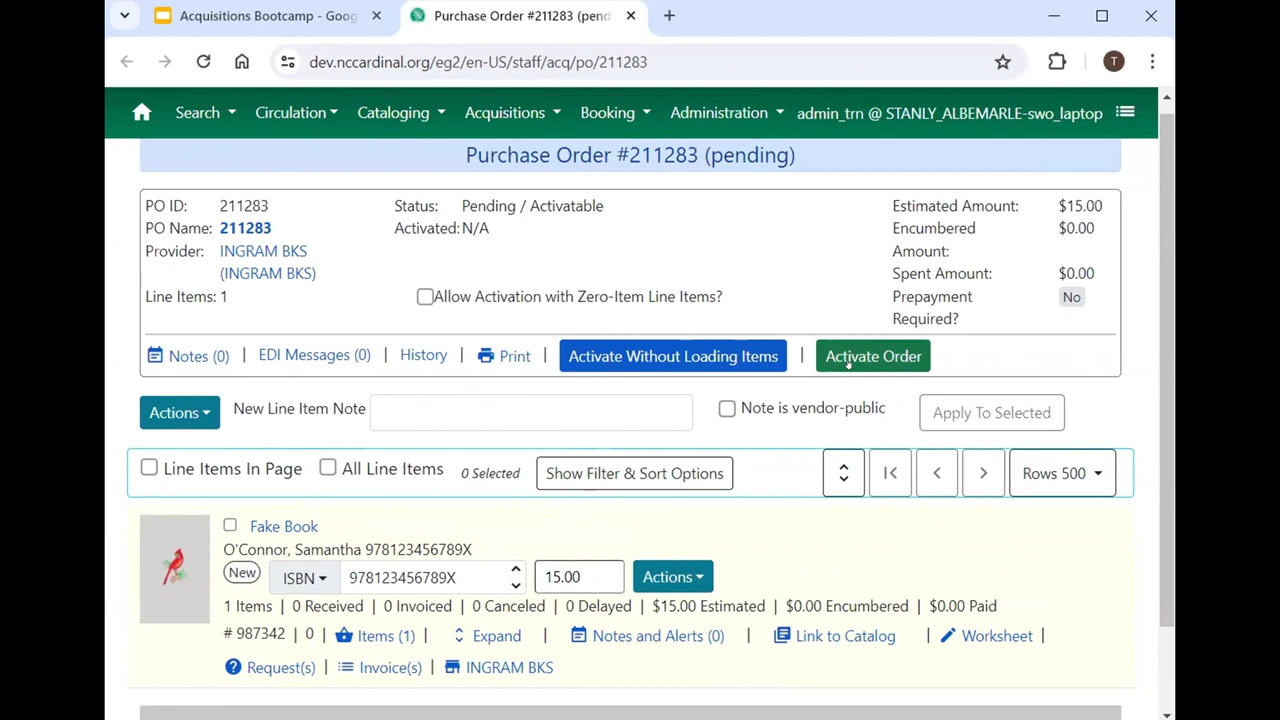 Acquisitions Bootcamp - Goog
Purchase Order #211283 (pend
dev.nccardinal.org/eg2/en-US/staff/acq/po/211283
T
Search Circulation Cataloging Acquisitions Booking Administration admin_trn @ STANLY_ALBEMARLE-swo_laptop
Purchase Order #211283 (pending)
PO ID: 211283 Status: Pending / Activatable Estimated Amount: $15.00
PO Name: 211283 Activated: N/A Encumbered $0.00
Provider: INGRAM BKS Amount:
(INGRAM BKS) Spent Amount: $0.00
Line Items: 1 Allow Activation with Zero-Item Line Items? Prepayment No
Required?
Notes (0) | EDI Messages (0) | History | Print | Activate Without Loading Items | Activate Order
Actions New Line Item Note Note is vendor-public Apply To Selected
Line Items In Page All Line Items 0 Selected Show Filter & Sort Options Rows 500
Fake Book
O'Connor, Samantha 978123456789X
New ISBN 978123456789X 15.00 Actions
1 Items | 0 Received | 0 Invoiced | 0 Canceled | 0 Delayed | $15.00 Estimated | $0.00 Encumbered | $0.00 Paid
# 987342 | 0 | Items (1) | Expand | Notes and Alerts (0) | Link to Catalog | Worksheet |
Request(s) | Invoice(s) | INGRAM BKS